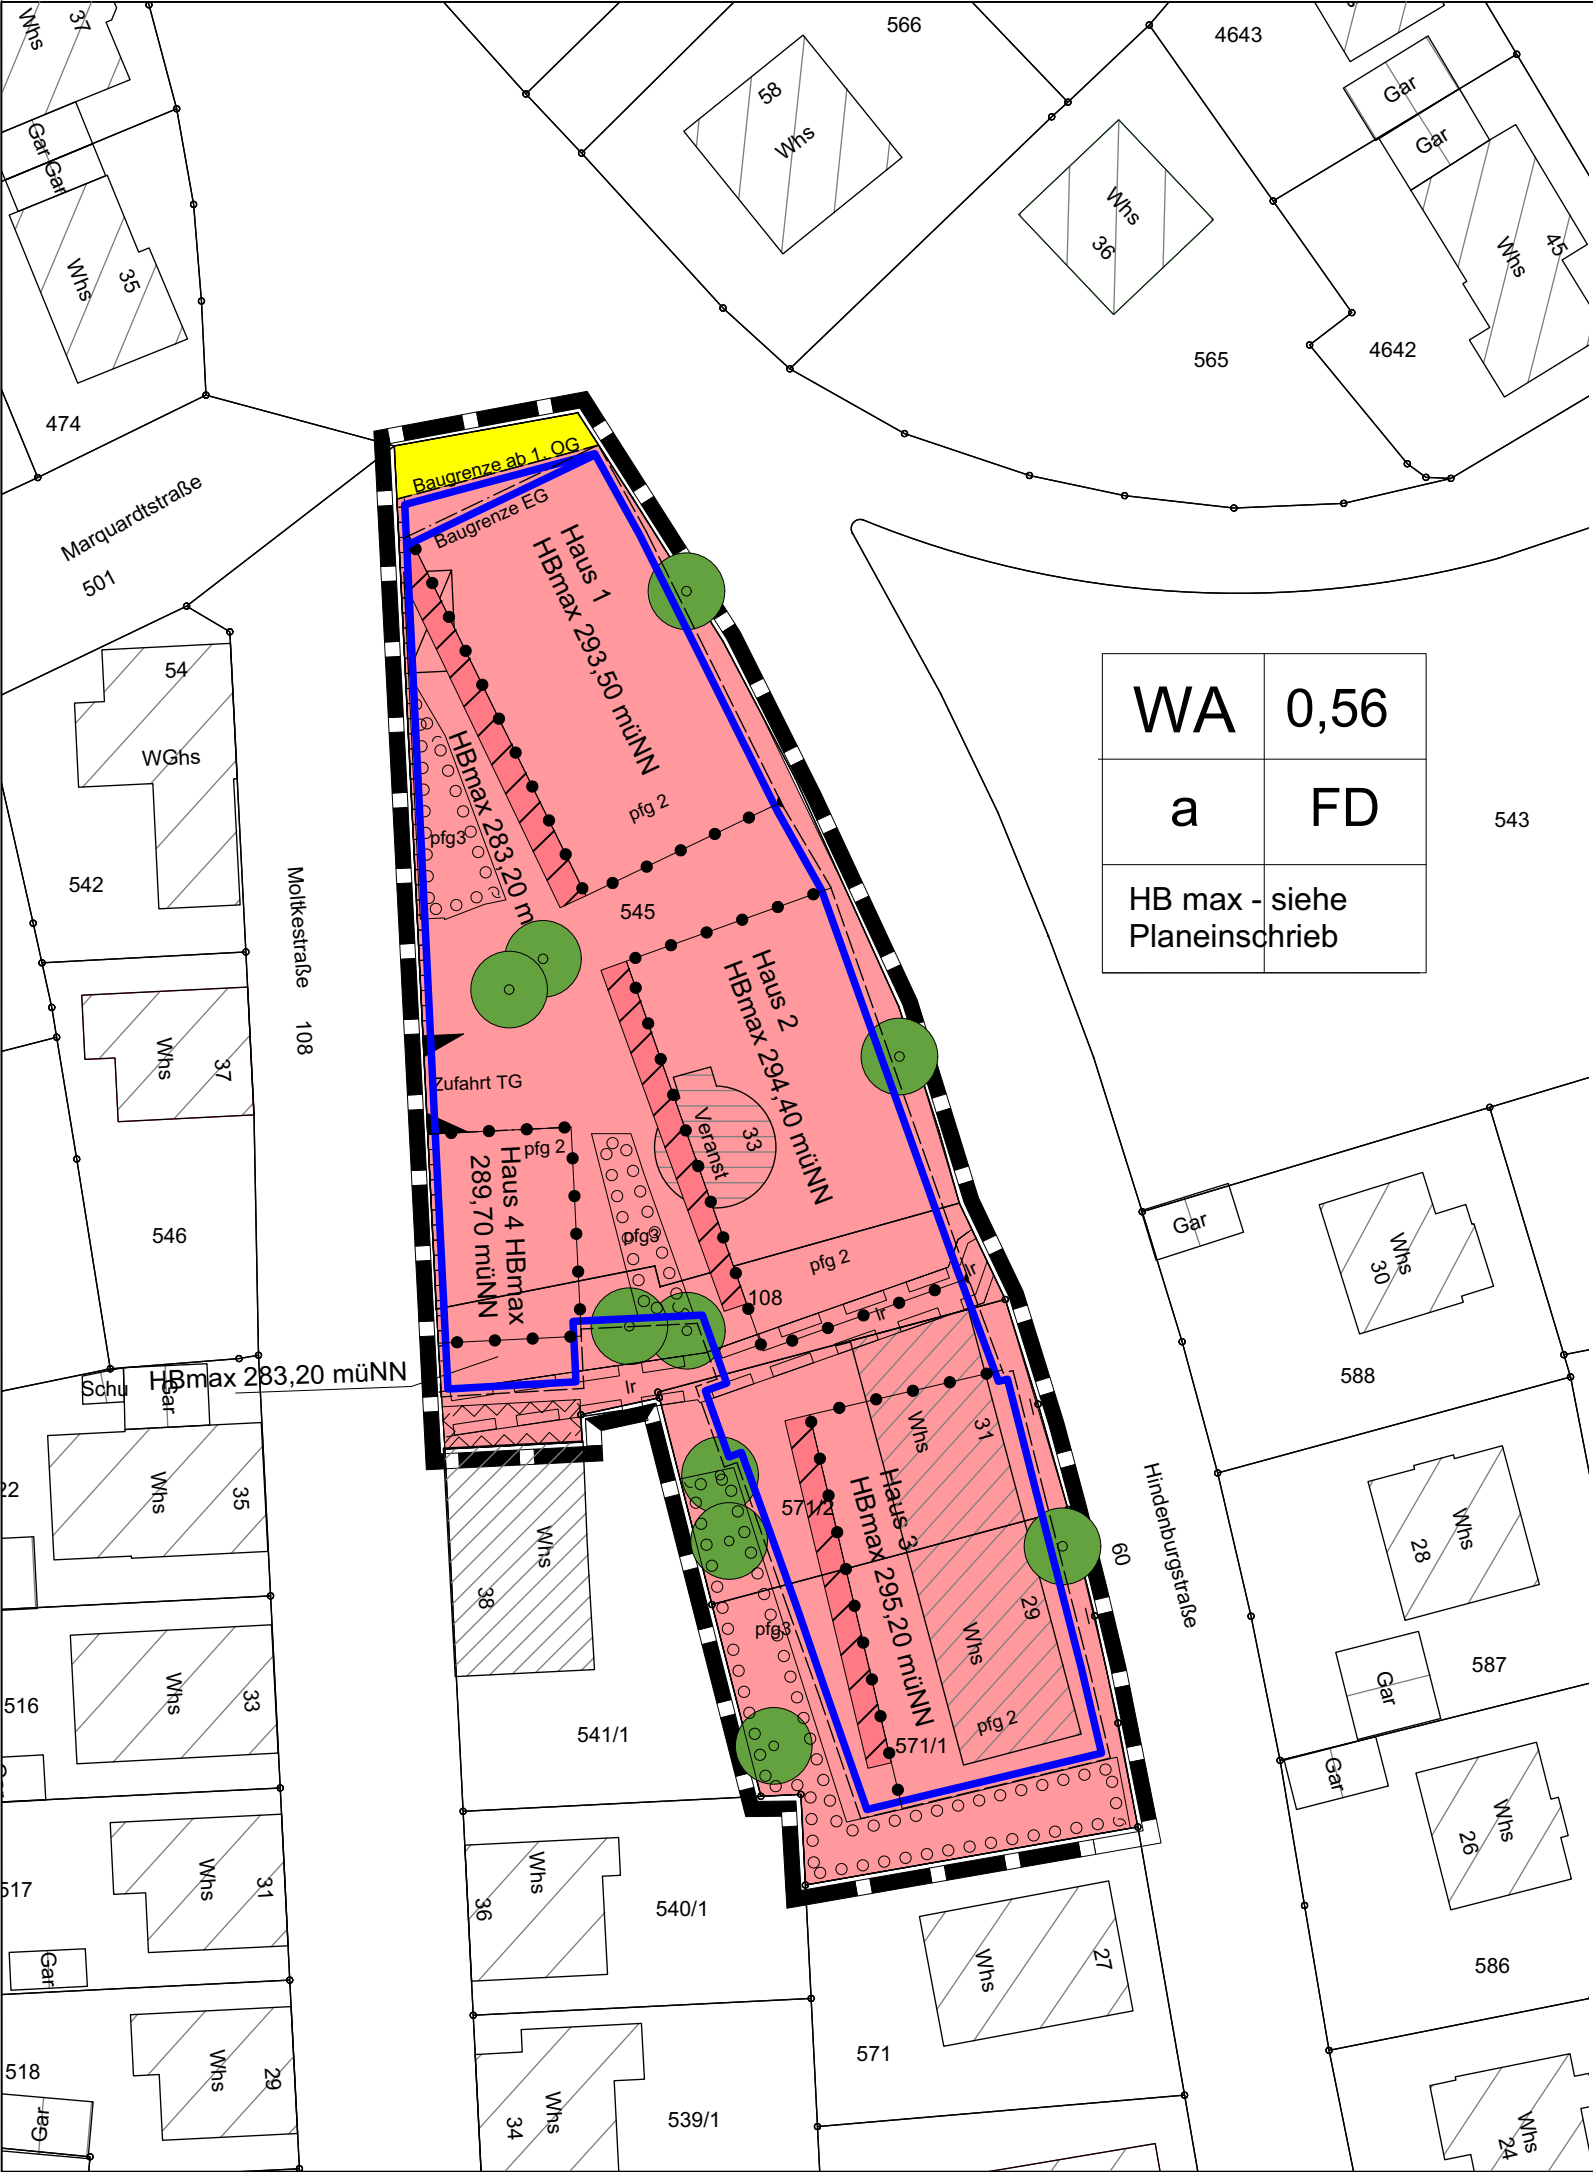 Whs
37
566
4643
58
Whs
Gar
Gar
Gar
Gar
Whs
35
Whs
36
Whs
45
474
565
4642
Marquardtstraße
501
Baugrenze ab 1. OG
Baugrenze EG
Haus 1
HBmax 293,50 müNN
54
WGhs
WA
0,56
a
FD
HB max - siehe
Planeinschrieb
543
542
Moltkestraße
108
pfg3
HBmax 283,20 m
pfg 2
545
Haus 2
HBmax 294,40 müNN
Whs
37
Zufahrt TG
pfg 2
Haus 4 HBmax
289,70 müNN
Veranst
33
pfg3
pfg 2
546
108
lr
lr
lr
HBmax 283,20 müNN
Schu
Gar
Gar
Whs
30
588
Whs
35
22
Whs
38
Whs
31
571/2
Haus 3
HBmax 295,20 müNN
Whs
29
pfg3
pfg 2
571/1
60
Hindenburgstraße
Whs
28
587
Gar
Gar
516
Whs
33
541/1
517
Whs
31
Gar
Whs
36
540/1
Whs
27
Whs
26
586
518
Whs
29
Gar
Whs
34
539/1
571
Whs
24